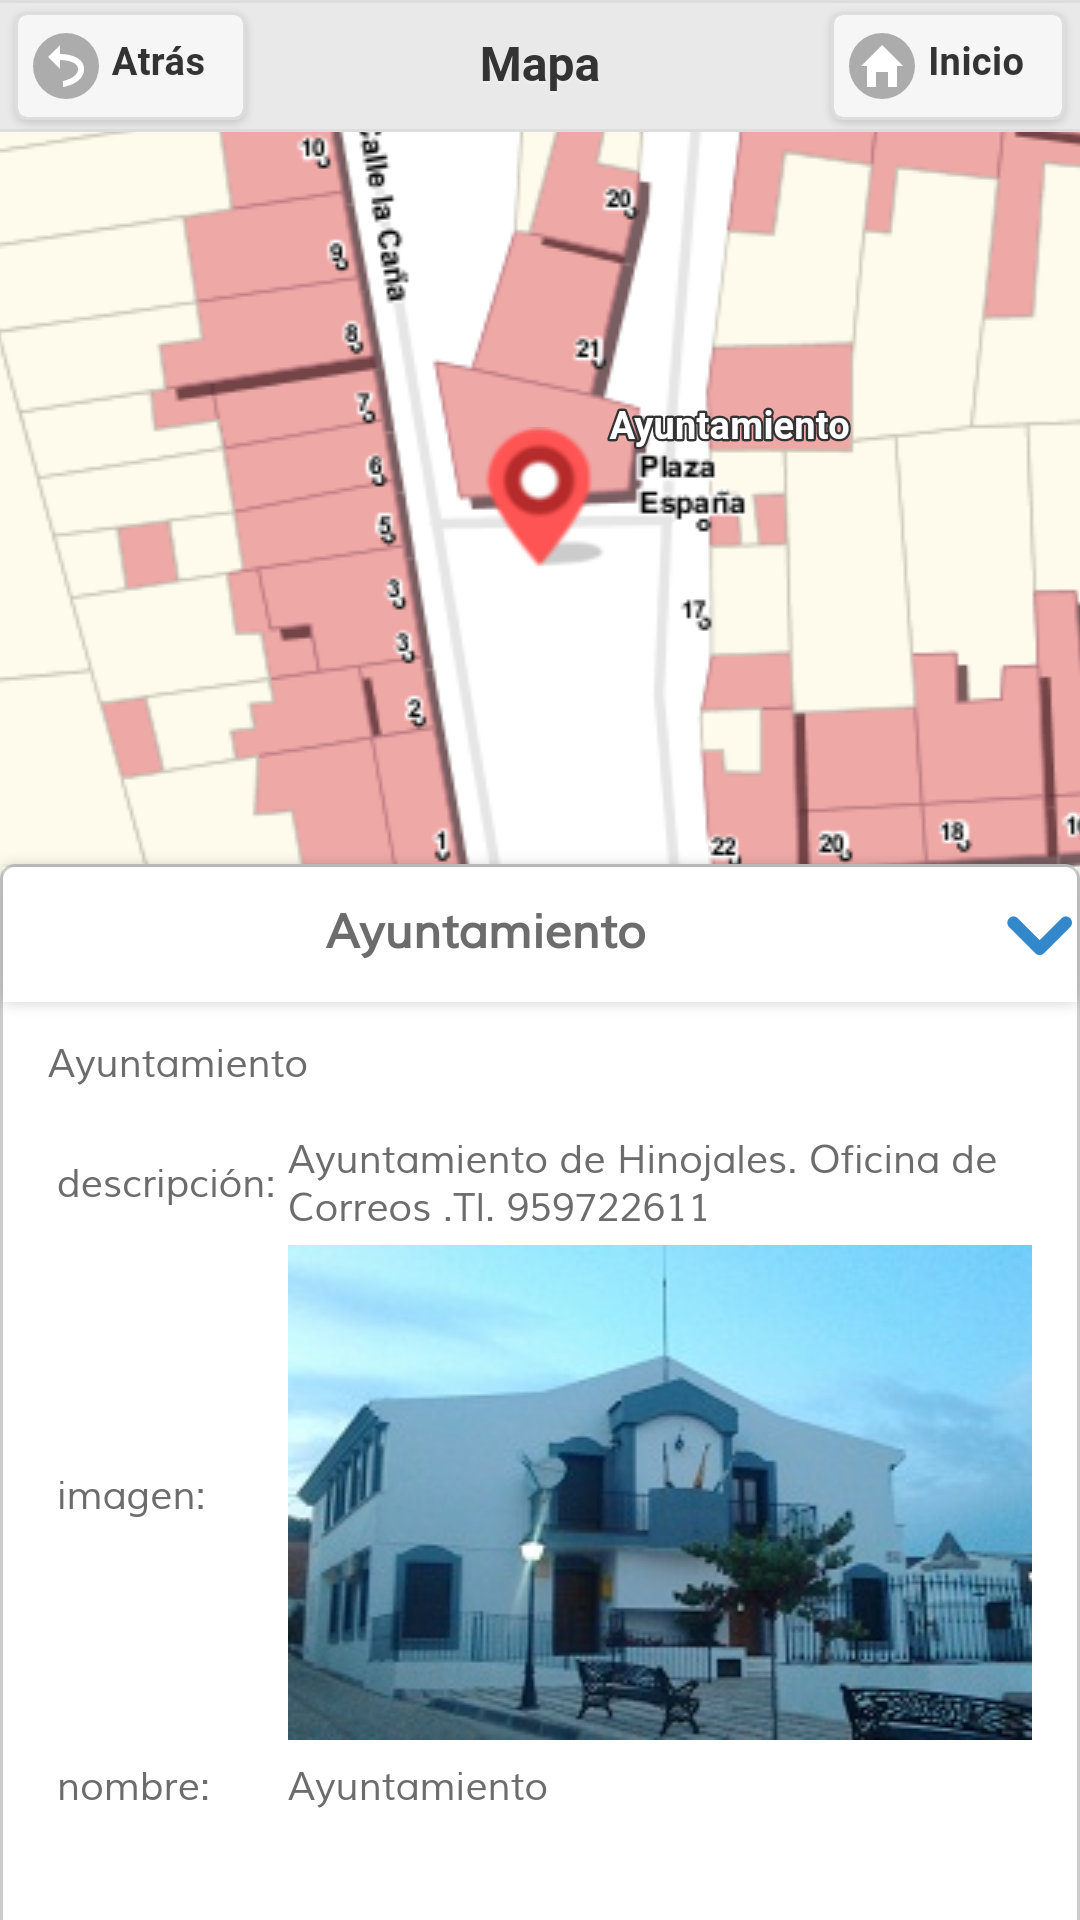 Atrás
Mapa
Inicio
10
Calle la Caña
20
9
8
21
7
Ayuntamiento
6
Plaza
España
5
3
17
3
2
1
22
20
18
Ayuntamiento
Ayuntamiento
descripción:
Ayuntamiento de Hinojales. Oficina de
Correos .Tl. 959722611
imagen:
nombre:
Ayuntamiento